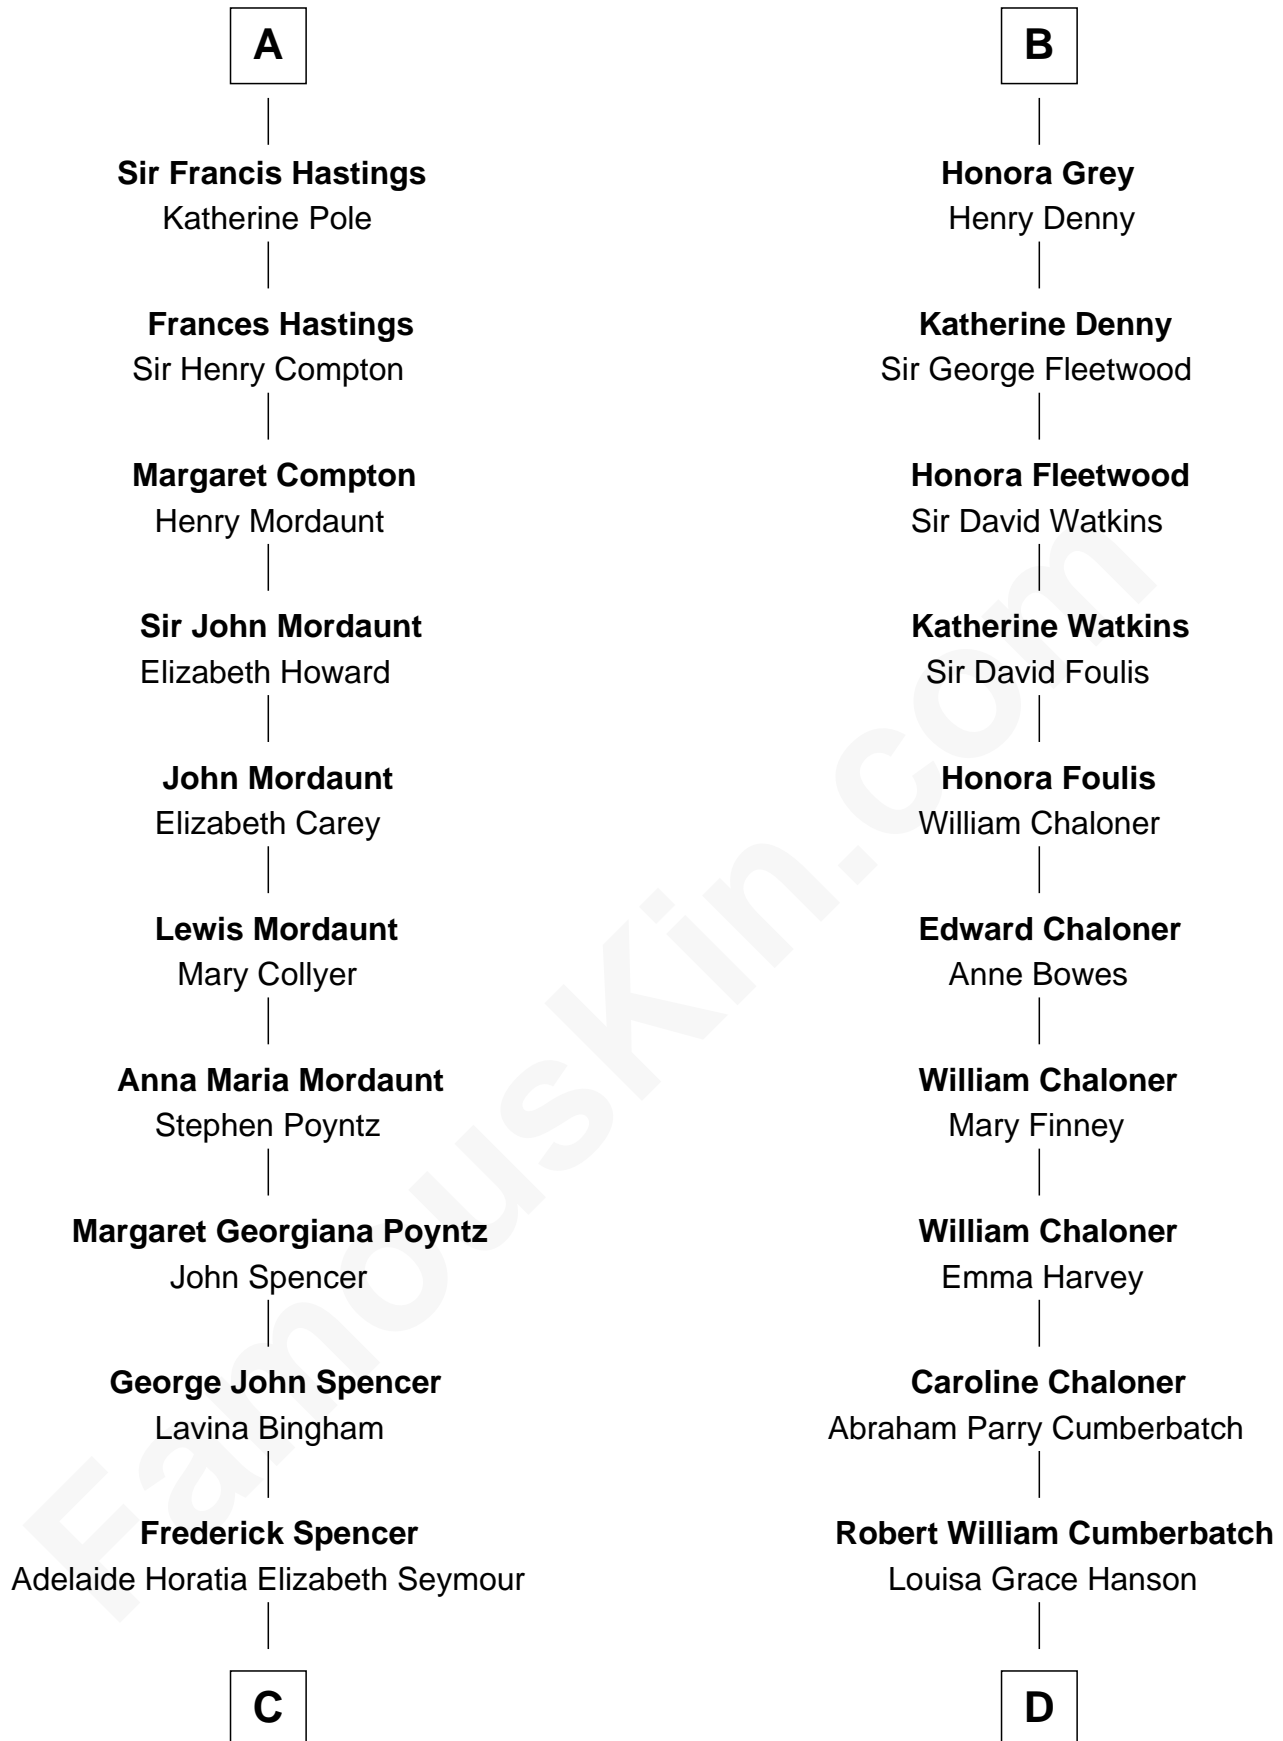 A
Sir Francis Hastings
Katherine Pole
Frances Hastings
Sir Henry Compton
Margaret Compton
Henry Mordaunt
Sir John Mordaunt
Elizabeth Howard
John Mordaunt
Elizabeth Carey
Lewis Mordaunt
Mary Collyer
Anna Maria Mordaunt
Stephen Poyntz
Margaret Georgiana Poyntz
John Spencer
George John Spencer
Lavina Bingham
Frederick Spencer
Adelaide Horatia Elizabeth Seymour
C
B
Honora Grey
Henry Denny
Katherine Denny
Sir George Fleetwood
Honora Fleetwood
Sir David Watkins
Katherine Watkins
Sir David Foulis
Honora Foulis
William Chaloner
Edward Chaloner
Anne Bowes
William Chaloner
Mary Finney
William Chaloner
Emma Harvey
Caroline Chaloner
Abraham Parry Cumberbatch
Robert William Cumberbatch
Louisa Grace Hanson
D
FamousKin.com